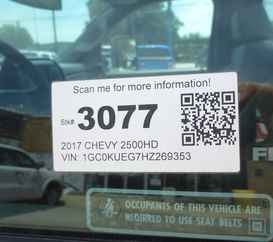 Scan me for more information!
Stk# 3077
2017 CHEVY 2500HD
VIN: 1GC0KUEG7HZ269353
OCCUPANTS OF THIS VEHICLE ARE
REQUIRED TO USE SEAT BELTS